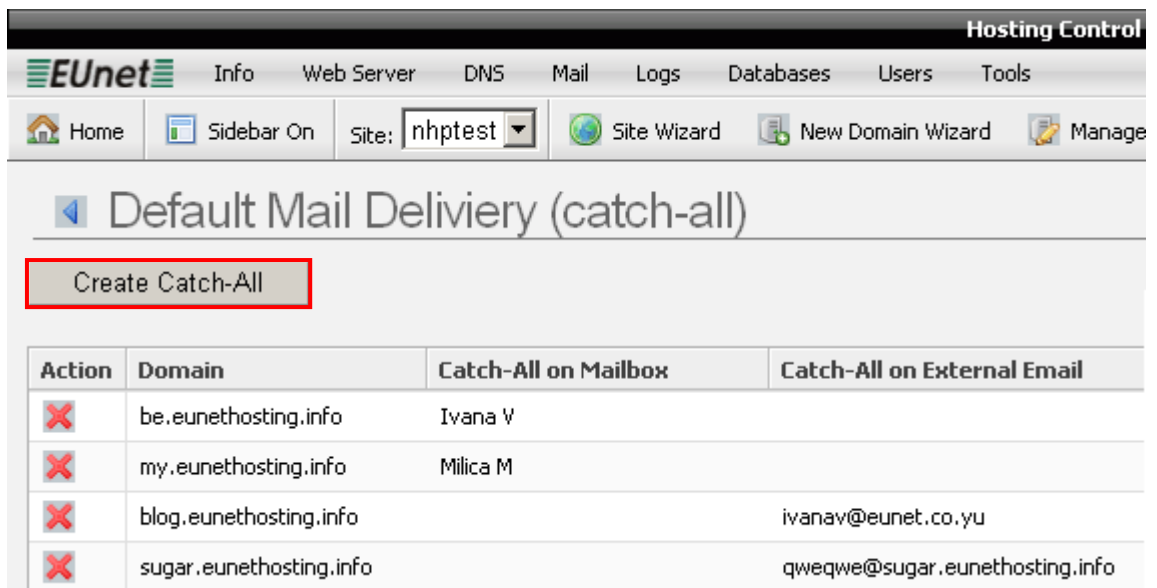 Hosting Control
EUnet Info Web Server DNS Mail Logs Databases Users Tools
Home Sidebar On Site: nhptest Site Wizard New Domain Wizard Manage
Default Mail Deliviery (catch-all)
Create Catch-All
Action Domain Catch-All on Mailbox Catch-All on External Email
be.eunethosting.info Ivana V
my.eunethosting.info Milica M
blog.eunethosting.info ivanav@eunet.co.yu
sugar.eunethosting.info qweqwe@sugar.eunethosting.info